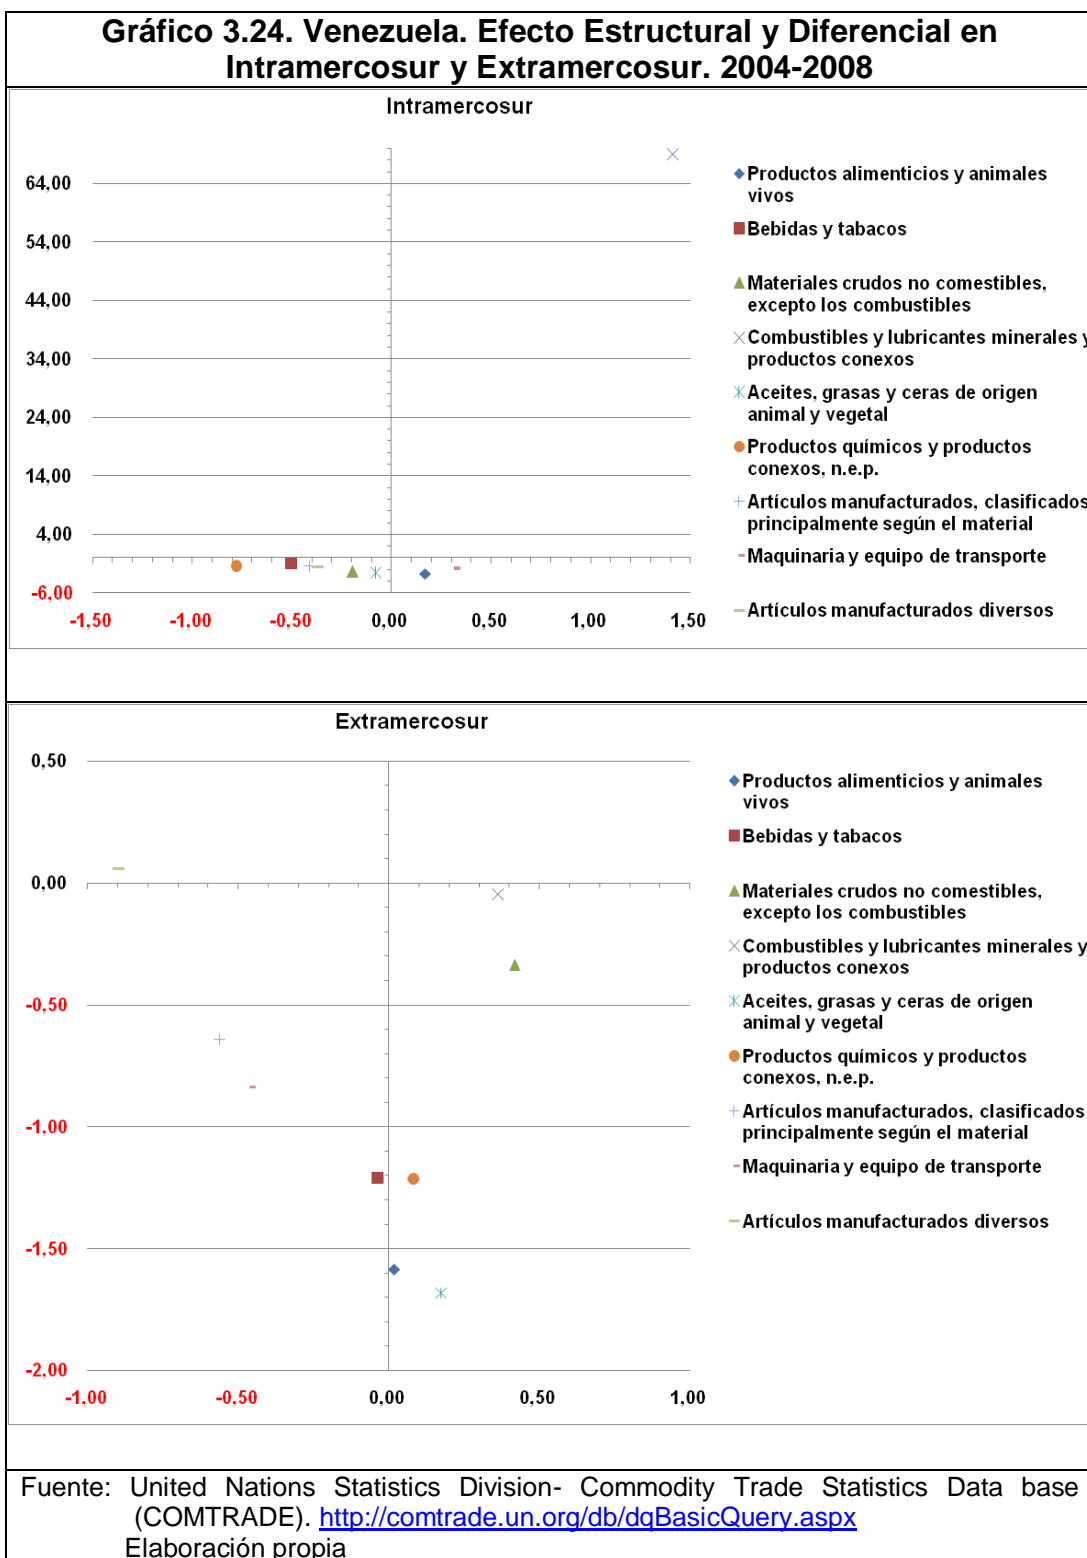 Gráfico 3.24. Venezuela. Efecto Estructural y Diferencial en
Intramercosur y Extramercosur. 2004-2008
Intramercosur
64,00
54,00
44,00
34,00
24,00
14,00
4,00
-6,00
-1,50
-1,00
-0,50
0,00
0,50
1,00
1,50
Productos alimenticios y animales
vivos
Bebidas y tabacos
Materiales crudos no comestibles,
excepto los combustibles
Combustibles y lubricantes minerales y
productos conexos
Aceites, grasas y ceras de origen
animal y vegetal
Productos químicos y productos
conexos, n.e.p.
Artículos manufacturados, clasificados
principalmente según el material
Maquinaria y equipo de transporte
Artículos manufacturados diversos
Extramercosur
0,50
0,00
-0,50
-1,00
-1,50
-2,00
-1,00
-0,50
0,00
0,50
1,00
Productos alimenticios y animales
vivos
Bebidas y tabacos
Materiales crudos no comestibles,
excepto los combustibles
Combustibles y lubricantes minerales y
productos conexos
Aceites, grasas y ceras de origen
animal y vegetal
Productos químicos y productos
conexos, n.e.p.
Artículos manufacturados, clasificados
principalmente según el material
Maquinaria y equipo de transporte
Artículos manufacturados diversos
Fuente: United Nations Statistics Division- Commodity Trade Statistics Data base
(COMTRADE). http://comtrade.un.org/db/dqBasicQuery.aspx
Elaboración propia